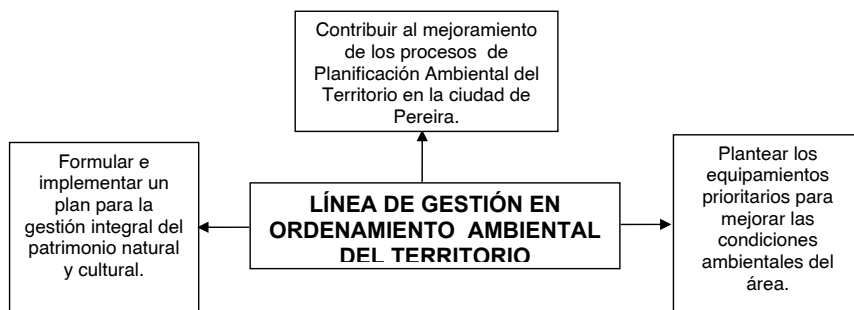 Contribuir al mejoramiento
de los procesos de
Planificación Ambiental del
Territorio en la ciudad de
Pereira.
Formular e
implementar un
plan para la
gestión integral del
patrimonio natural
y cultural.
LÍNEA DE GESTIÓN EN
ORDENAMIENTO AMBIENTAL
DEL TERRITORIO
Plantear los
equipamientos
prioritarios para
mejorar las
condiciones
ambientales del
área.